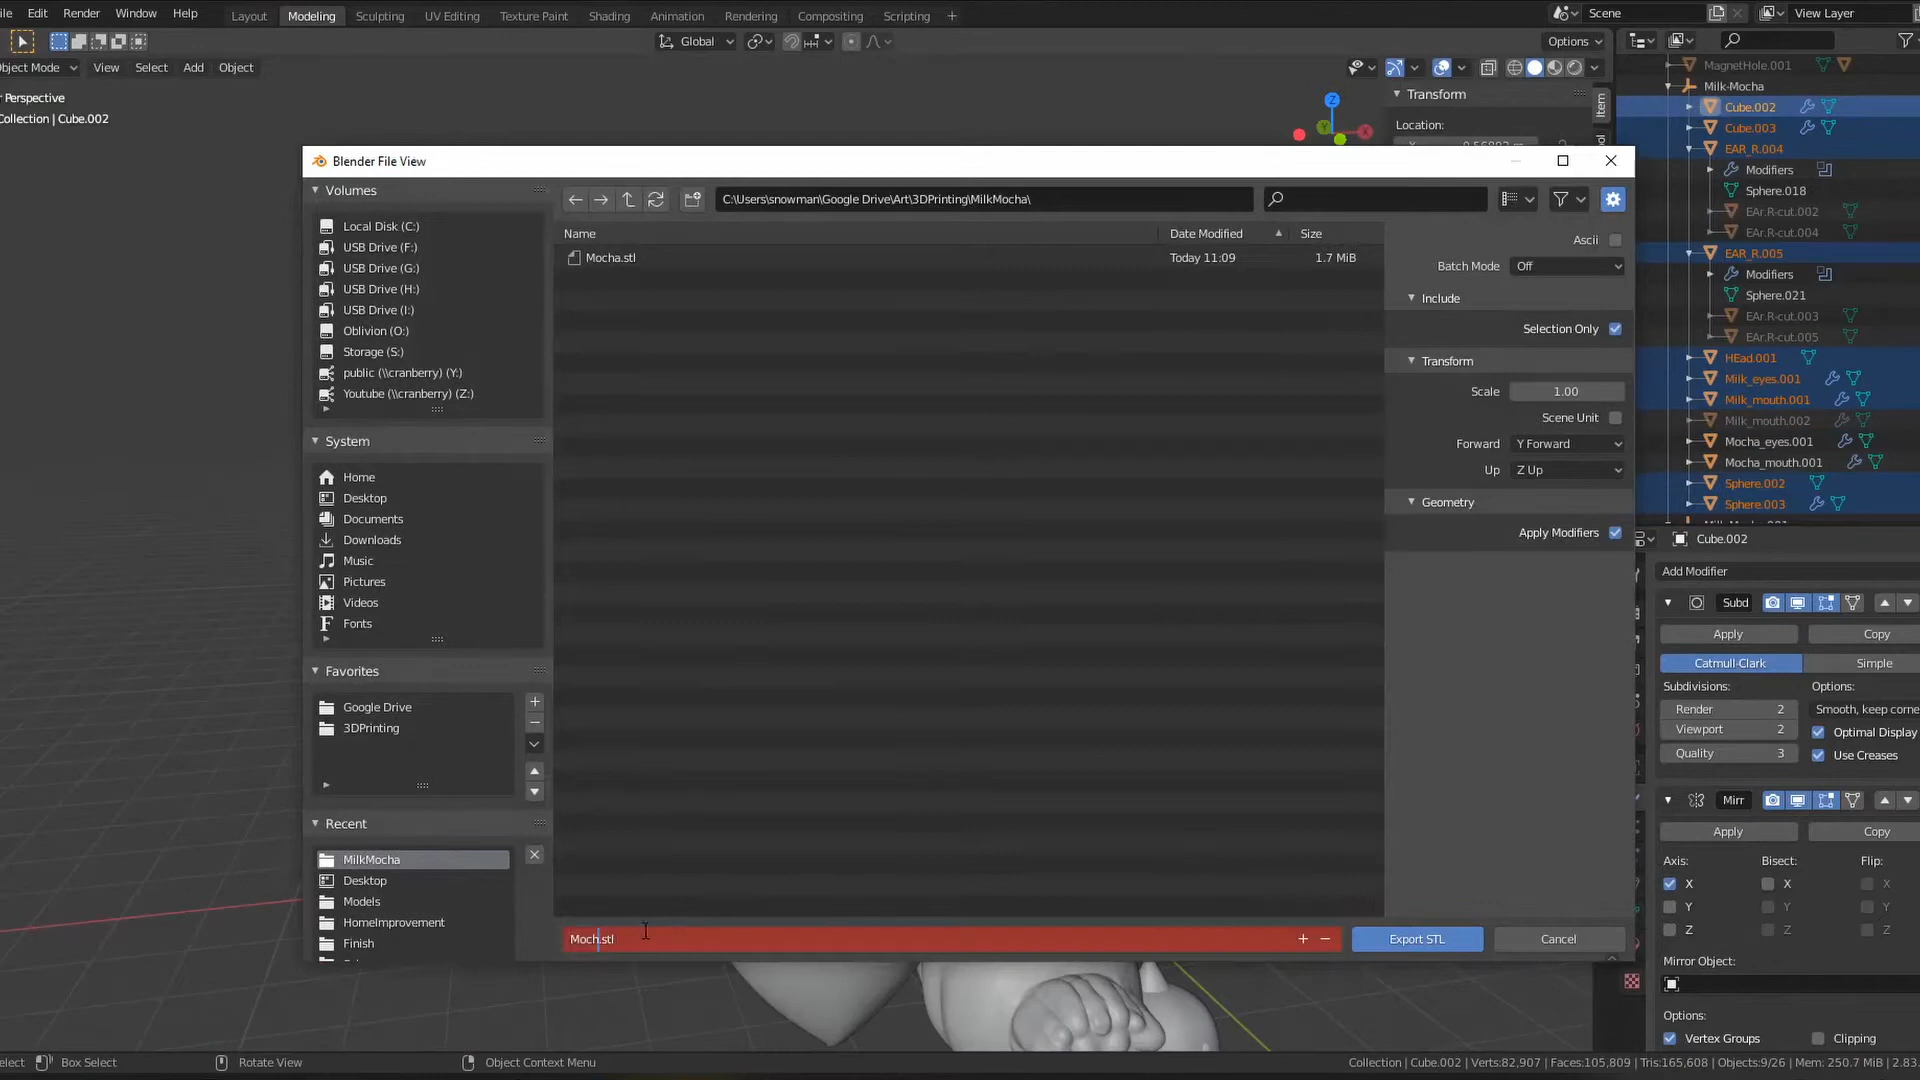 ile Edit Render Window Help Layout Modeling Sculpting UV Editing Texture Paint Shading Animation Rendering Compositing Scripting + Scene View Layer
Global Options
bject Mode View Select Add Object
r Perspective
Collection | Cube.002
Transform
Location:
Item
MagnetHole.001
Milk-Mocha
Cube.002
Cube.003
EAR_R.004
Modifiers
Sphere.018
EAr.R-cut.002
EAr.R-cut.004
EAR_R.005
Modifiers
Sphere.021
EAr.R-cut.003
EAr.R-cut.005
HEad.001
Milk_eyes.001
Milk_mouth.001
Milk_mouth.002
Mocha_eyes.001
Mocha_mouth.001
Sphere.002
Sphere.003
Blender File View
Volumes
Local Disk (C:)
USB Drive (F:)
USB Drive (G:)
USB Drive (H:)
USB Drive (I:)
Oblivion (O:)
Storage (S:)
public (\\cranberry) (Y:)
Youtube (\\cranberry) (Z:)
System
Home
Desktop
Documents
Downloads
Music
Pictures
Videos
Fonts
Favorites
Google Drive
3DPrinting
Recent
MilkMocha
Desktop
Models
HomeImprovement
Finish
C:\Users\snowman\Google Drive\Art\3DPrinting\MilkMocha\
Name Date Modified Size
Mocha.stl Today 11:09 1.7 MiB
Ascii
Batch Mode Off
Include
Selection Only
Transform
Scale 1.00
Scene Unit
Forward Y Forward
Up Z Up
Geometry
Apply Modifiers
Moch.stl + − Export STL Cancel
Cube.002
Add Modifier
Subd
Apply Copy
Catmull-Clark Simple
Subdivisions: Options:
Render 2 Smooth, keep corne
Viewport 2 Optimal Display
Quality 3 Use Creases
Mirr
Apply Copy
Axis: Bisect: Flip:
X X
Y Y
Z Z
Mirror Object:
Options:
Vertex Groups Clipping
elect Box Select Rotate View Object Context Menu Collection | Cube.002 | Verts:82,907 | Faces:105,809 | Tris:165,608 | Objects:9/26 | Mem: 250.7 MiB | 2.83